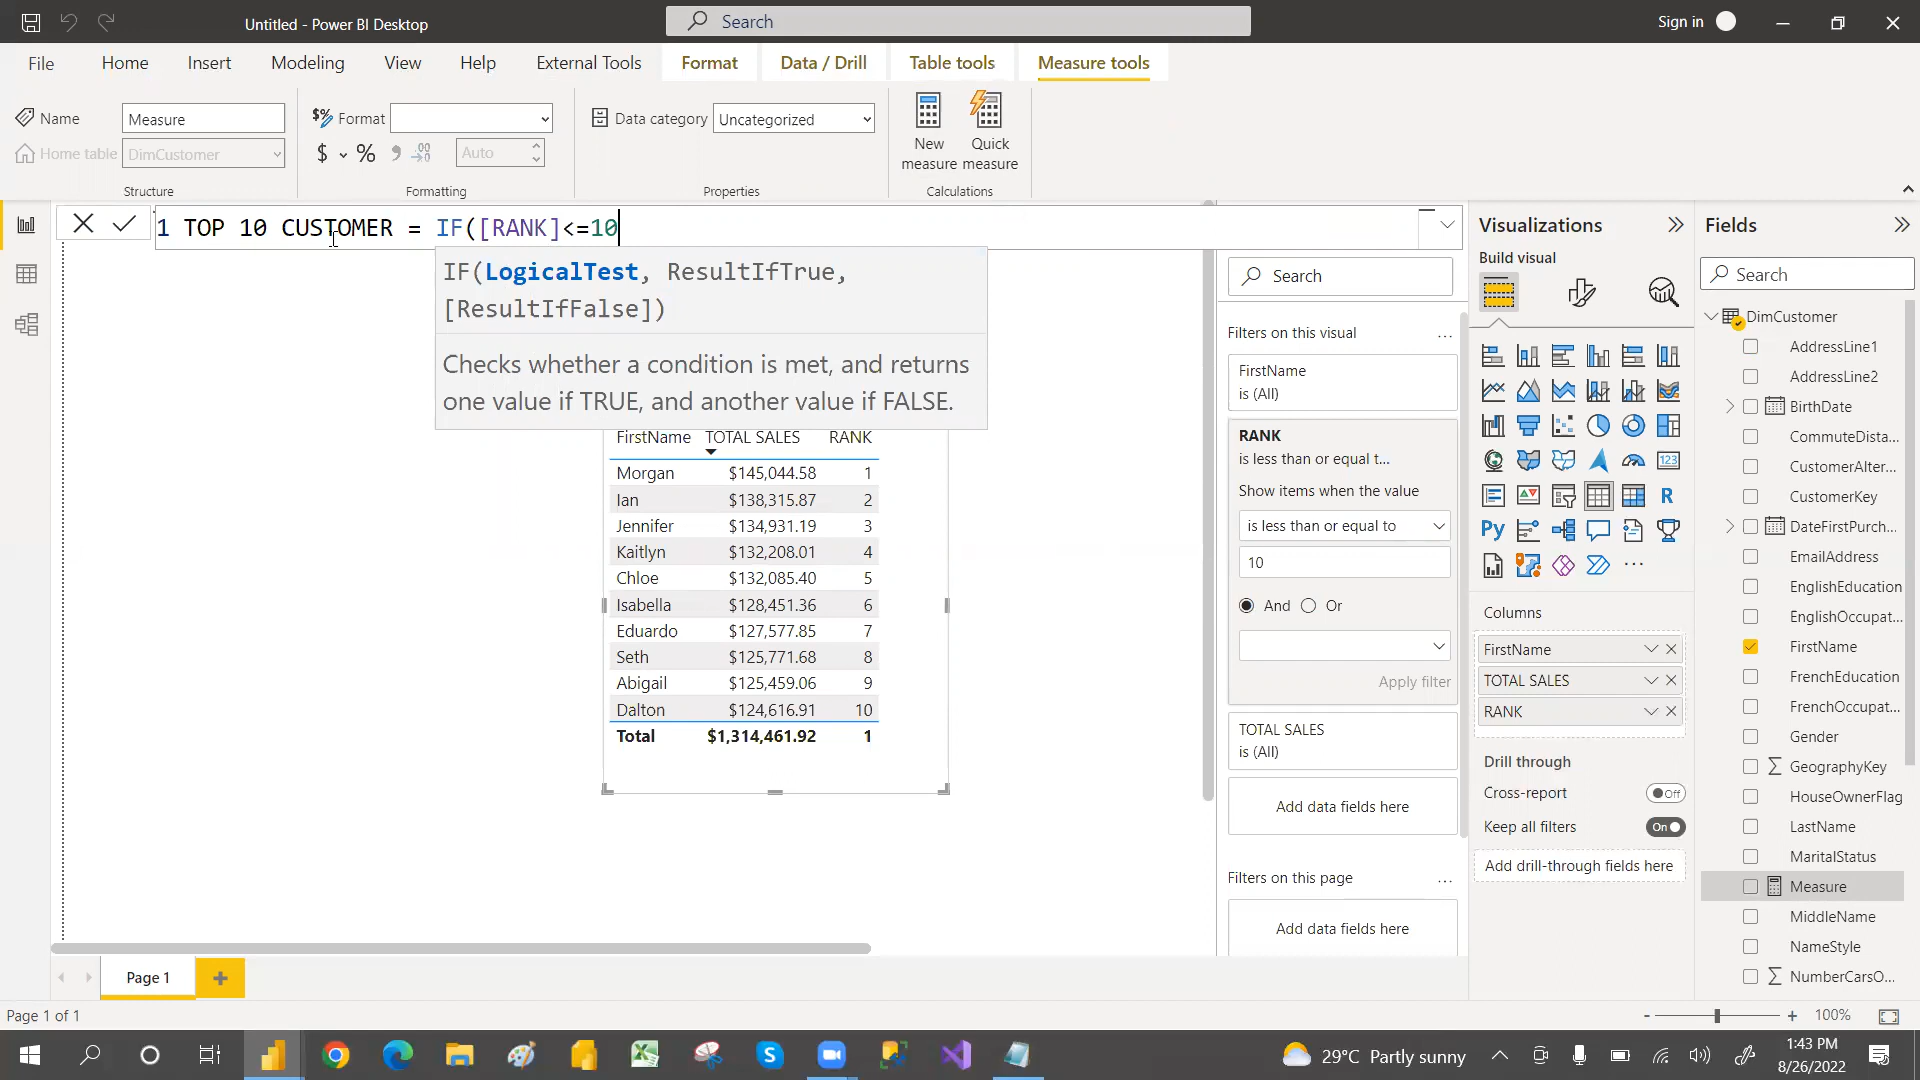 Untitled - Power BI Desktop
Search
Sign in
File Home Insert Modeling View Help External Tools Format Data / Drill Table tools Measure tools
Name Measure
Home table DimCustomer
Structure
$% Format
$ % Auto
Formatting
Data category Uncategorized
Properties
New measure
Quick measure
Calculations
1 TOP 10 CUSTOMER = IF([RANK]<=10
IF(LogicalTest, ResultIfTrue,
[ResultIfFalse])
Checks whether a condition is met, and returns
one value if TRUE, and another value if FALSE.
FirstName TOTAL SALES RANK
Morgan $145,044.58 1
Ian $138,315.87 2
Jennifer $134,931.19 3
Kaitlyn $132,208.01 4
Chloe $132,085.40 5
Isabella $128,451.36 6
Eduardo $127,577.85 7
Seth $125,771.68 8
Abigail $125,459.06 9
Dalton $124,616.91 10
Total $1,314,461.92 1
Search
Filters on this visual ...
FirstName
is (All)
RANK
is less than or equal t...
Show items when the value
is less than or equal to
10
And Or
Apply filter
TOTAL SALES
is (All)
Add data fields here
Filters on this page ...
Add data fields here
Visualizations
Build visual
123
R
Py
...
Columns
FirstName
TOTAL SALES
RANK
Drill through
Cross-report Off
Keep all filters On
Add drill-through fields here
Fields
Search
DimCustomer
AddressLine1
AddressLine2
BirthDate
CommuteDista...
CustomerAlter...
CustomerKey
DateFirstPurch...
EmailAddress
EnglishEducation
EnglishOccupat...
FirstName
FrenchEducation
FrenchOccupat...
Gender
GeographyKey
HouseOwnerFlag
LastName
MaritalStatus
Measure
MiddleName
NameStyle
NumberCarsO...
Page 1
Page 1 of 1
- + 100%
29°C Partly sunny
1:43 PM
8/26/2022